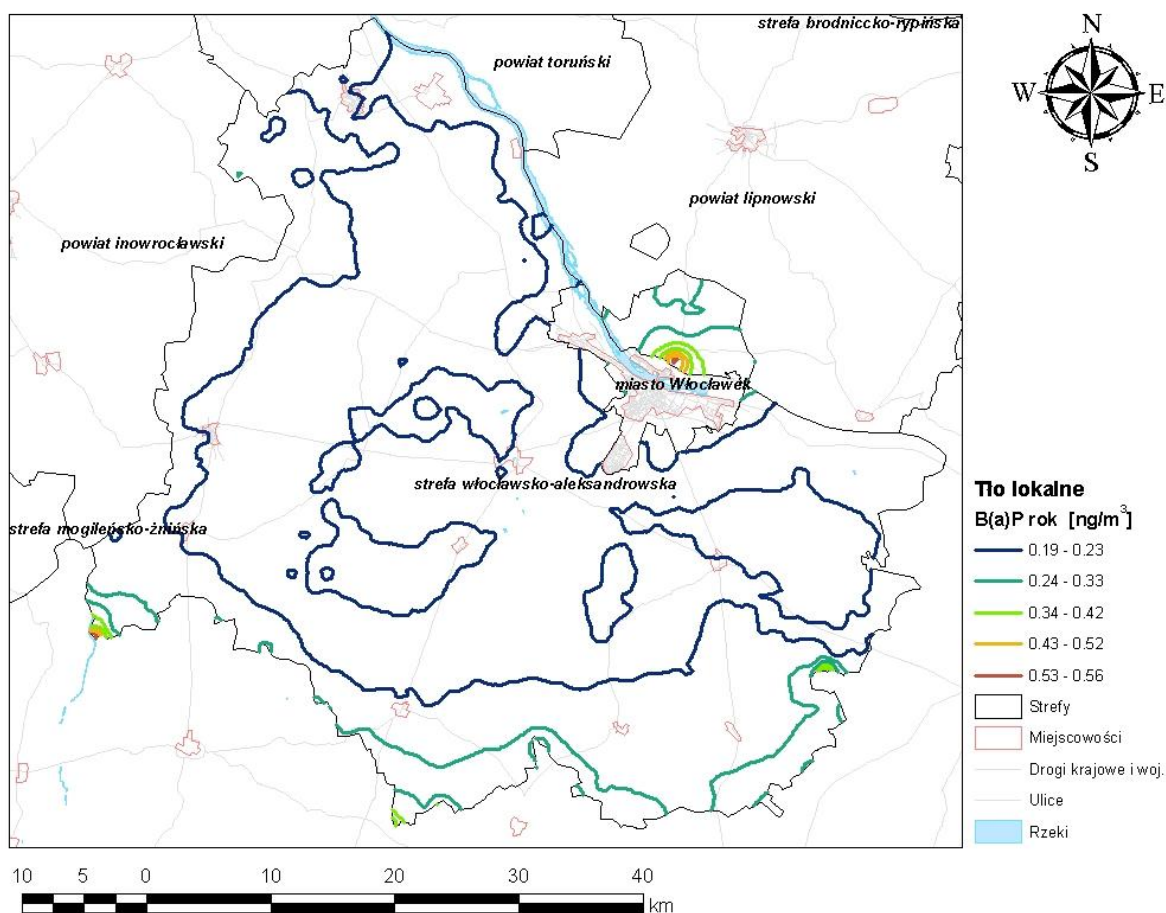 strefa brodniccko-rypińska
powiat toruński
N
W
E
S
powiat lipnowski
powiat inowrocławski
miasto Włocławek
strefa włocławsko-aleksandrowska
strefa mogileńsko-żnińska
Tło lokalne
B(a)P rok [ng/m³]
0.19 - 0.23
0.24 - 0.33
0.34 - 0.42
0.43 - 0.52
0.53 - 0.56
Strefy
Miejscowości
Drogi krajowe i woj.
Ulice
Rzeki
10 5 0 10 20 30 40
km